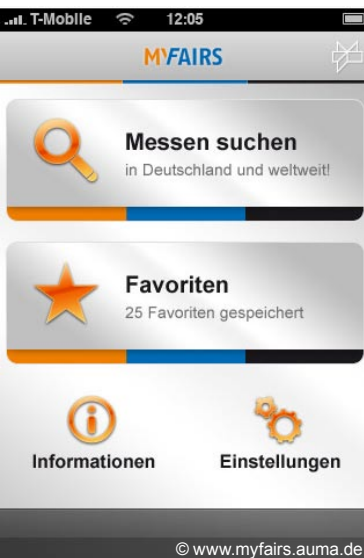 T-Mobile 12:05
MYFAIRS
Messen suchen
in Deutschland und weltweit!
Favoriten
25 Favoriten gespeichert
Informationen Einstellungen
© www.myfairs.auma.de